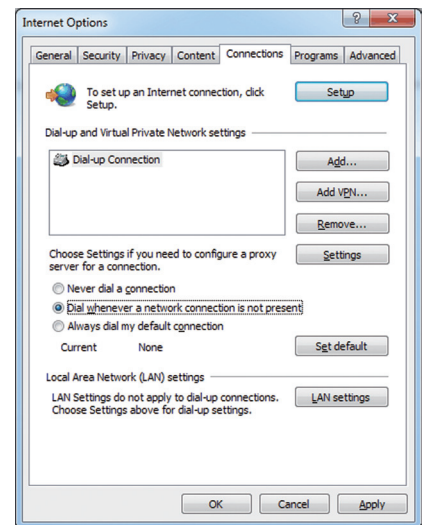 Internet Options
General Security Privacy Content Connections Programs Advanced
To set up an Internet connection, click
Setup.
Setup
Dial-up and Virtual Private Network settings
Dial-up Connection
Add...
Add VPN...
Remove...
Choose Settings if you need to configure a proxy
server for a connection.
Settings
Never dial a connection
Dial whenever a network connection is not present
Always dial my default connection
Current None
Set default
Local Area Network (LAN) settings
LAN Settings do not apply to dial-up connections.
Choose Settings above for dial-up settings.
LAN settings
OK Cancel Apply